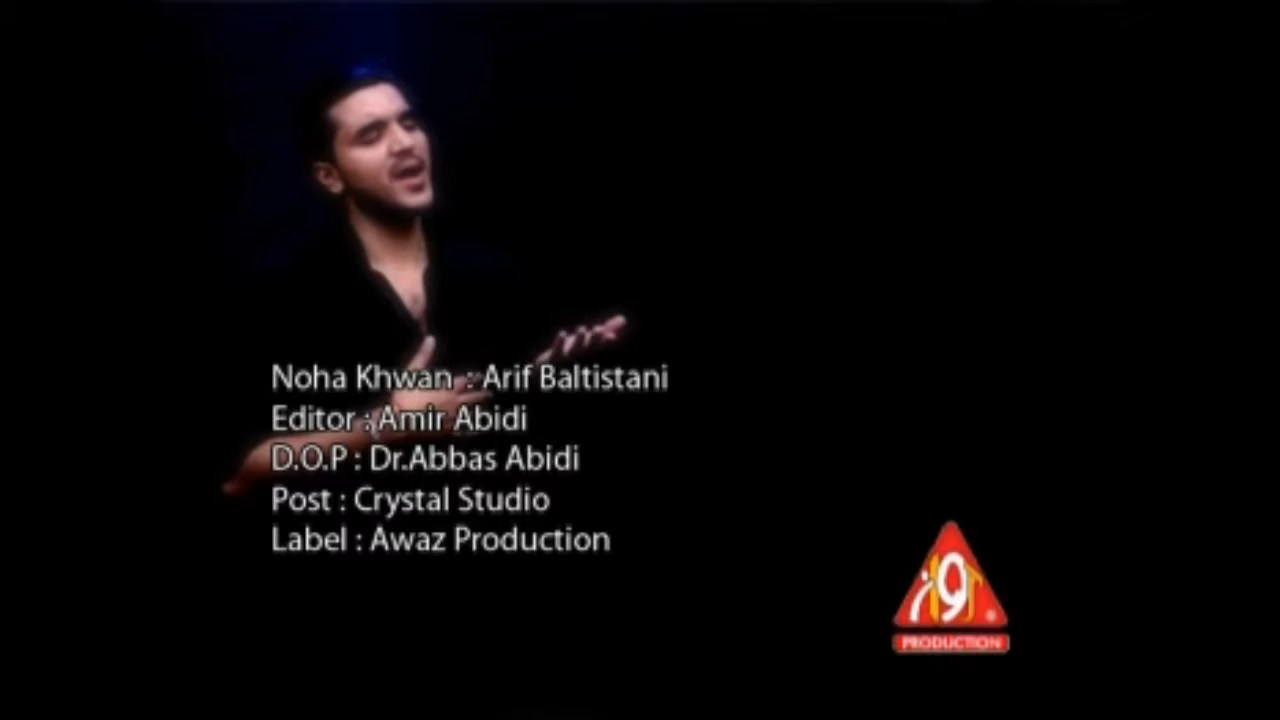 Noha Khwan : Arif Baltistani
Editor : Amir Abidi
D.O.P : Dr.Abbas Abidi
Post : Crystal Studio
Label : Awaz Production
PRODUCTION